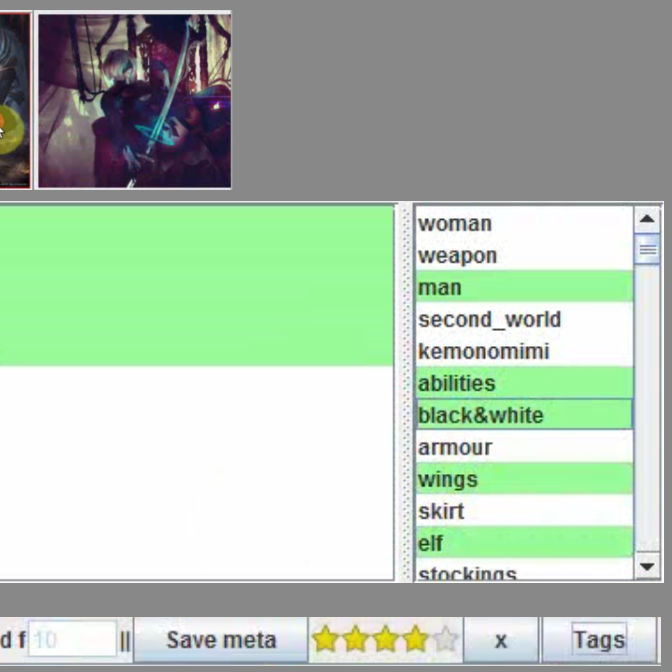 woman
weapon
man
second_world
kemonomimi
abilities
black&white
armour
wings
skirt
elf
stockings
d f 10 || Save meta x Tags